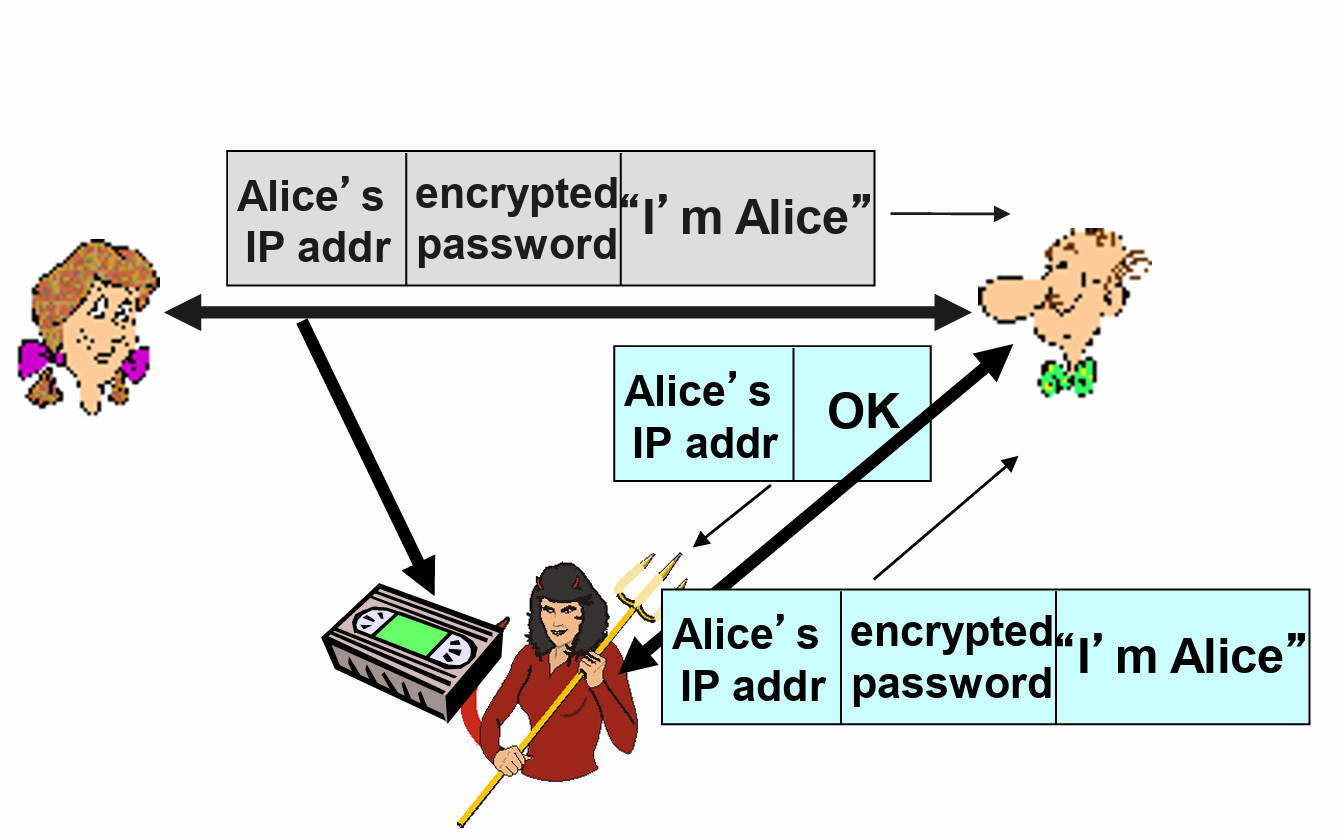 Alice’s
IP addr
encrypted
password
“I’m Alice”
Alice’s
IP addr
OK
Alice’s
IP addr
encrypted
password
“I’m Alice”